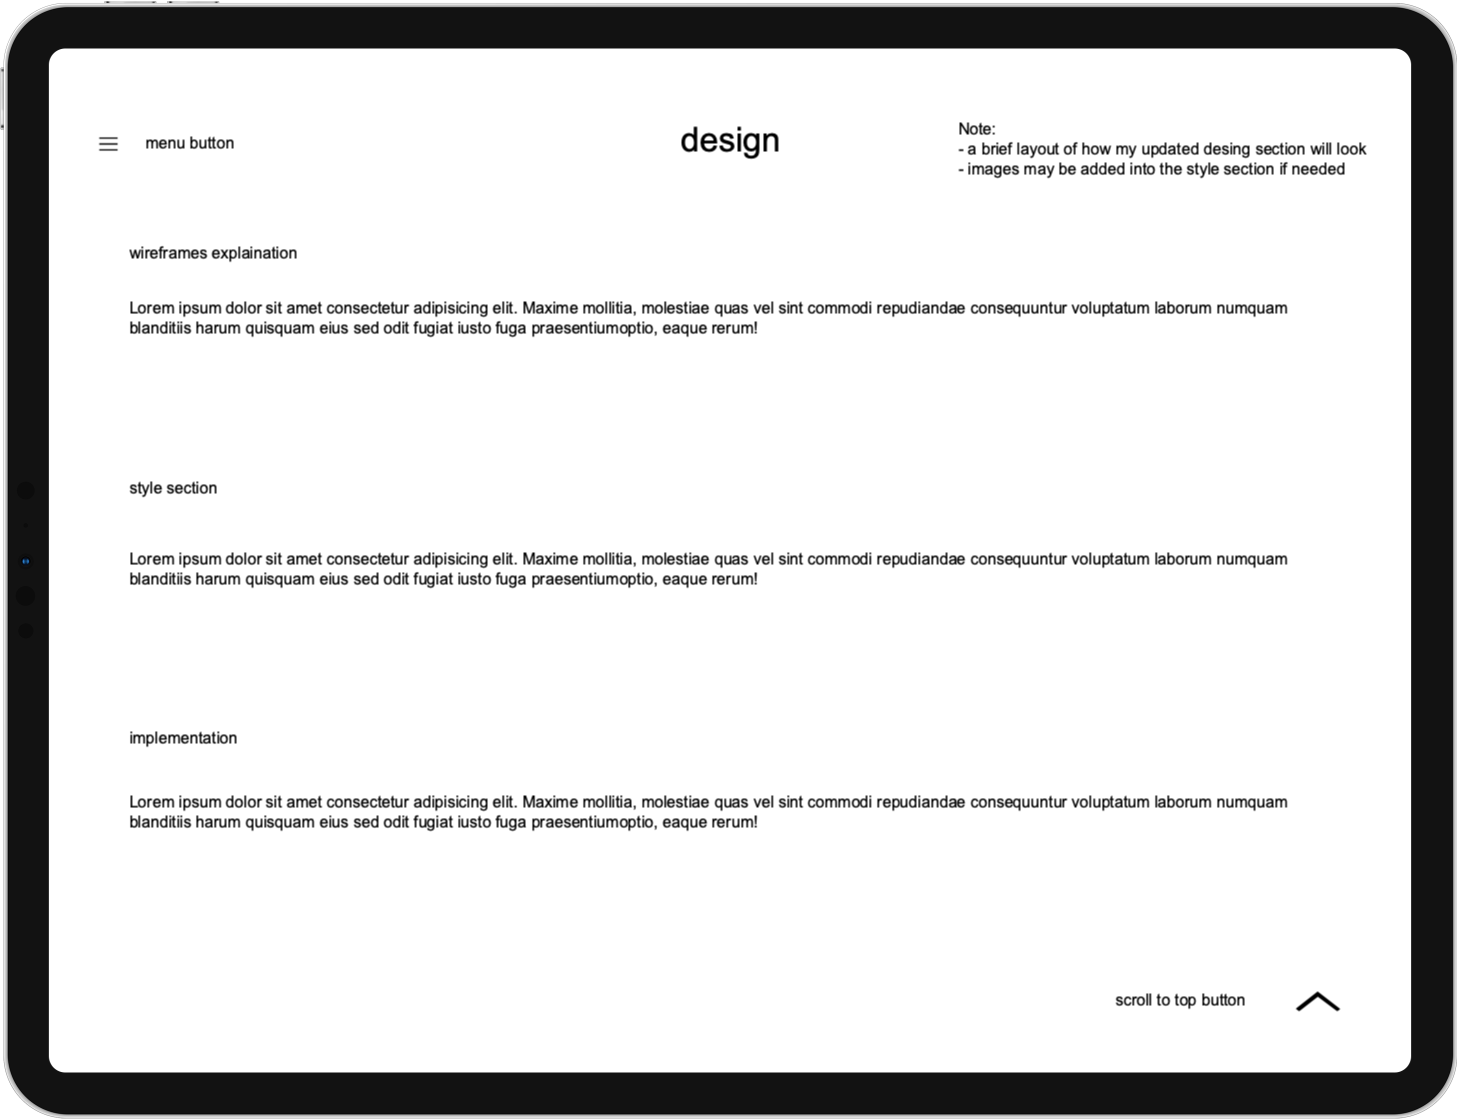 menu button
design
Note:
- a brief layout of how my updated desing section will look
- images may be added into the style section if needed
wireframes explaination
Lorem ipsum dolor sit amet consectetur adipisicing elit. Maxime mollitia, molestiae quas vel sint commodi repudiandae consequuntur voluptatum laborum numquam
blanditiis harum quisquam eius sed odit fugiat iusto fuga praesentiumoptio, eaque rerum!
style section
Lorem ipsum dolor sit amet consectetur adipisicing elit. Maxime mollitia, molestiae quas vel sint commodi repudiandae consequuntur voluptatum laborum numquam
blanditiis harum quisquam eius sed odit fugiat iusto fuga praesentiumoptio, eaque rerum!
implementation
Lorem ipsum dolor sit amet consectetur adipisicing elit. Maxime mollitia, molestiae quas vel sint commodi repudiandae consequuntur voluptatum laborum numquam
blanditiis harum quisquam eius sed odit fugiat iusto fuga praesentiumoptio, eaque rerum!
scroll to top button